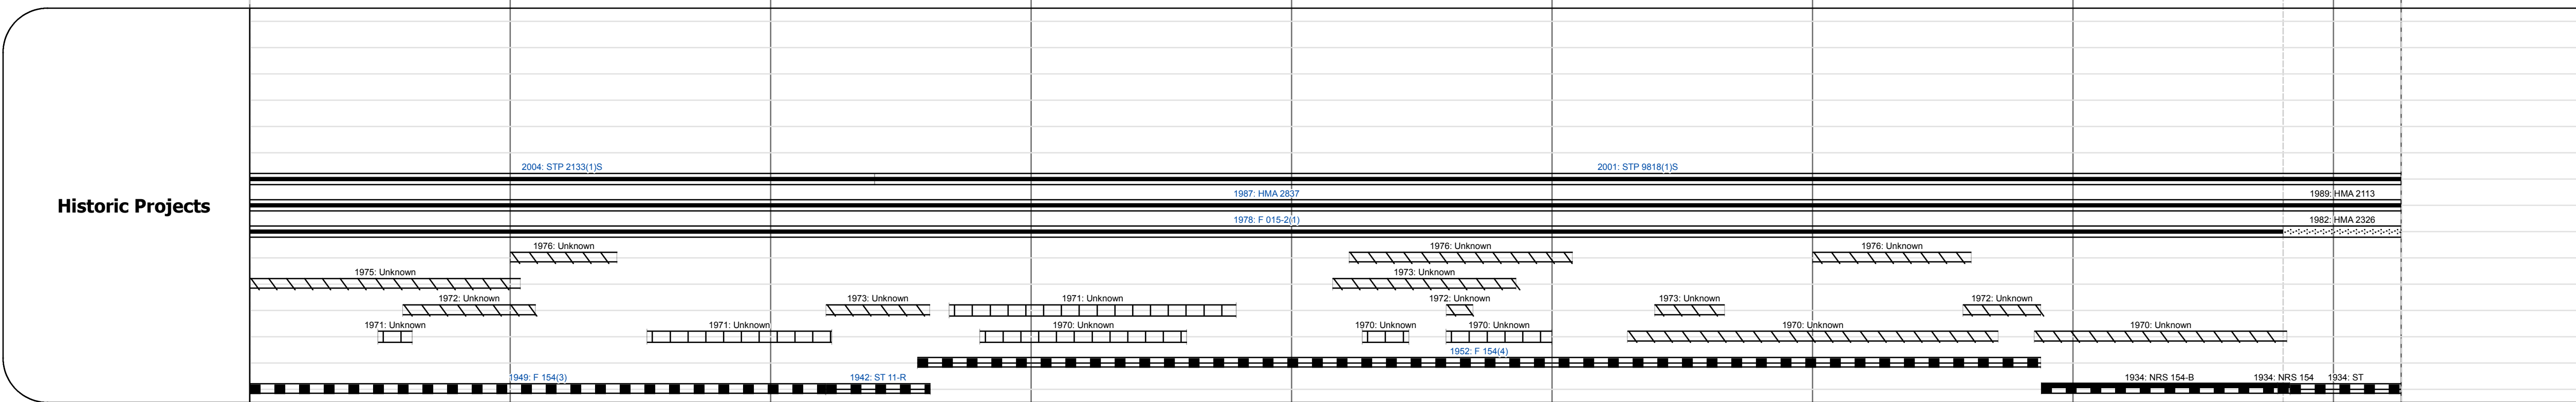 2004: STP 2133(1)S 2001: STP 9818(1)S
1987: HMA 2837 1989: HMA 2113
Historic Projects
1978: F 015-2(1) 1982: HMA 2326
1976: Unknown 1976: Unknown 1976: Unknown
1975: Unknown 1973: Unknown
1972: Unknown 1973: Unknown 1971: Unknown 1972: Unknown 1973: Unknown 1972: Unknown
1971: Unknown 1971: Unknown 1970: Unknown 1970: Unknown 1970: Unknown 1970: Unknown 1970: Unknown
1952: F 154(4)
1949: F 154(3) 1942: ST 11-R 1934: NRS 154-B 1934: NRS 154 1934: ST